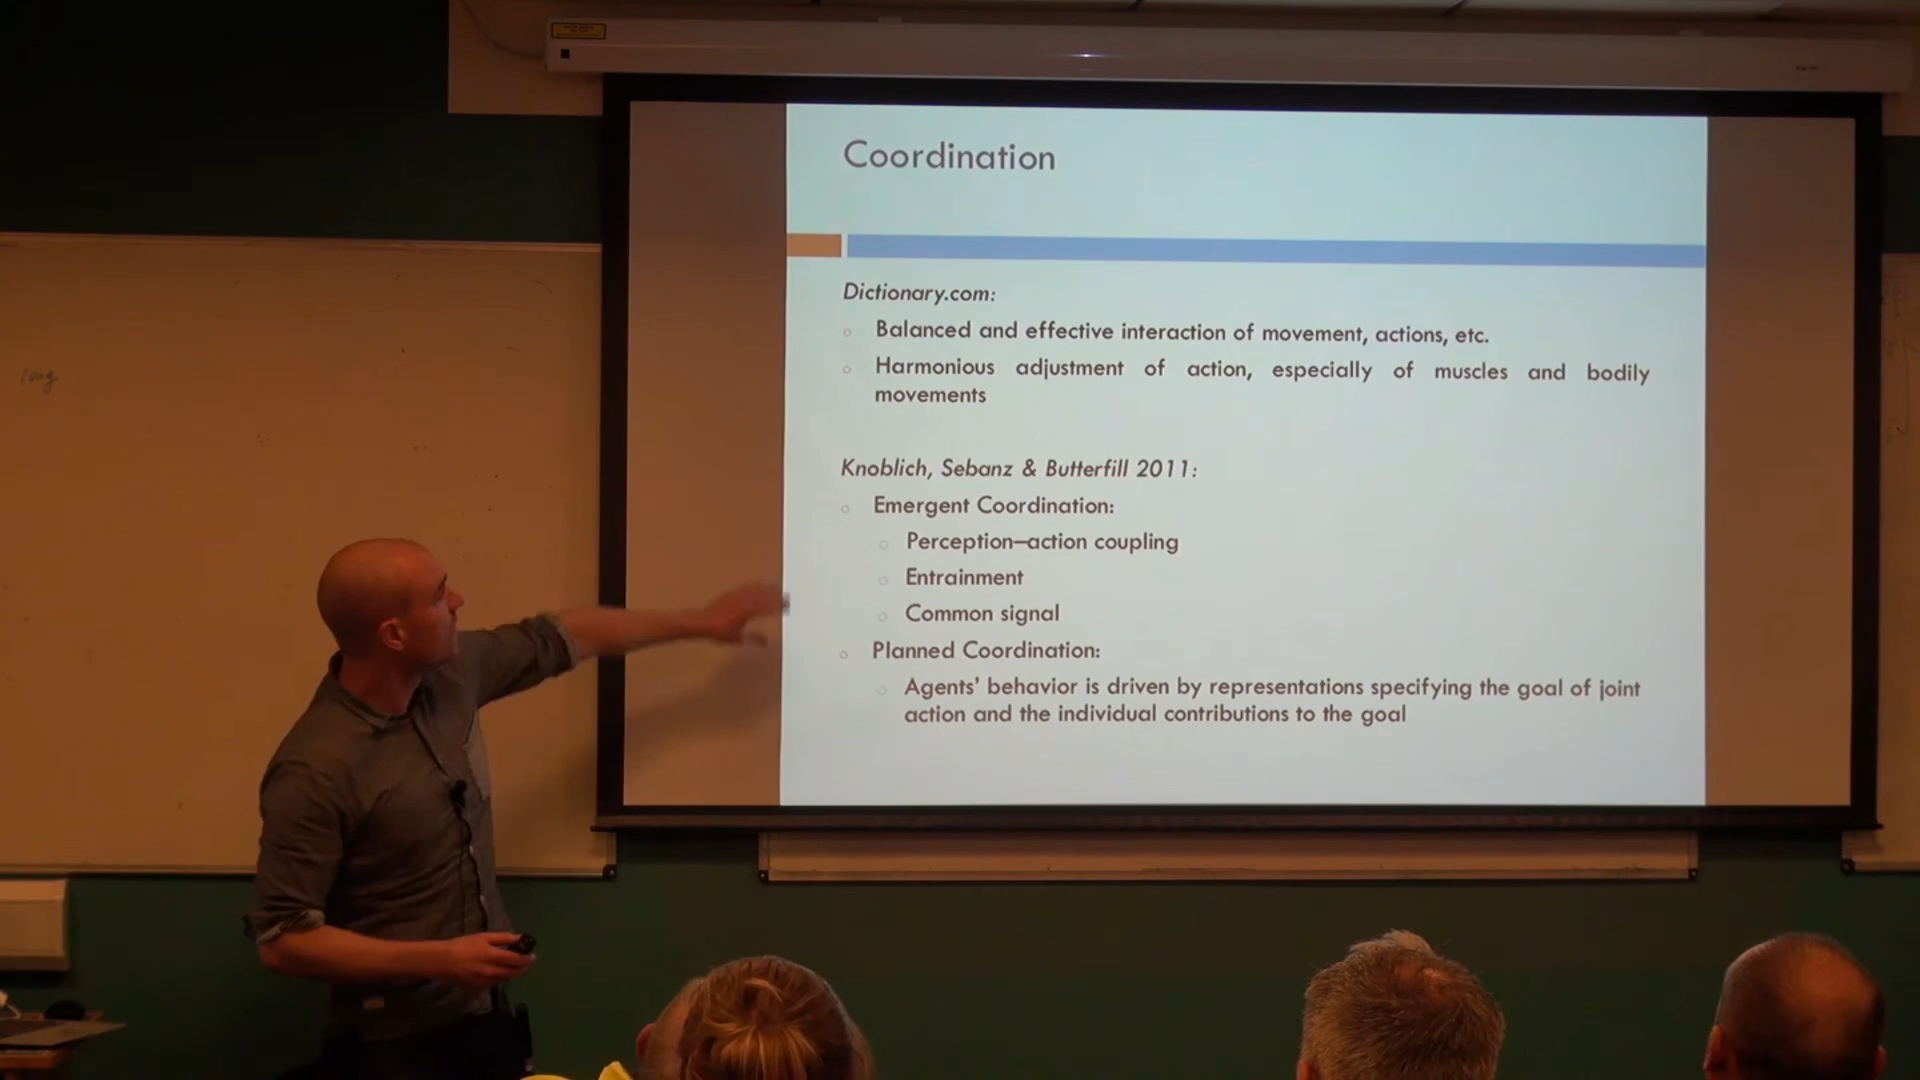 Coordination
Dictionary.com:
Balanced and effective interaction of movement, actions, etc.
Harmonious adjustment of action, especially of muscles and bodily
movements
Knoblich, Sebanz & Butterfill 2011:
Emergent Coordination:
Perception—action coupling
Entrainment
Common signal
Planned Coordination:
Agents' behavior is driven by representations specifying the goal of joint
action and the individual contributions to the goal